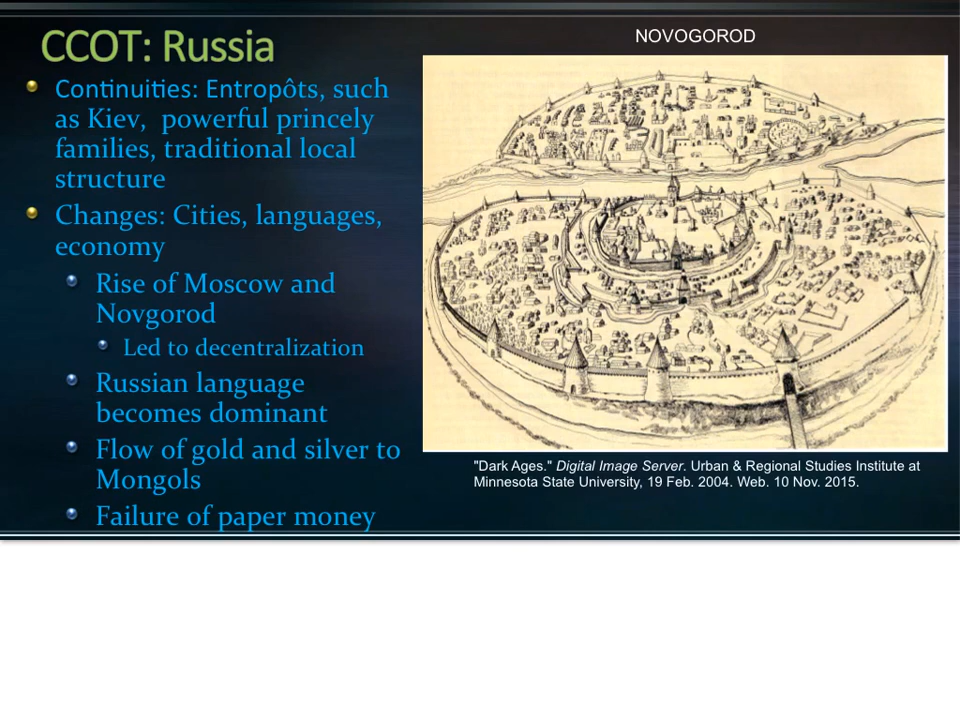 CCOT: Russia
Continuities: Entropôts, such
as Kiev, powerful princely
families, traditional local
structure
Changes: Cities, languages,
economy
Rise of Moscow and
Novgorod
Led to decentralization
Russian language
becomes dominant
Flow of gold and silver to
Mongols
Failure of paper money
NOVOGOROD
"Dark Ages." Digital Image Server. Urban & Regional Studies Institute at
Minnesota State University, 19 Feb. 2004. Web. 10 Nov. 2015.